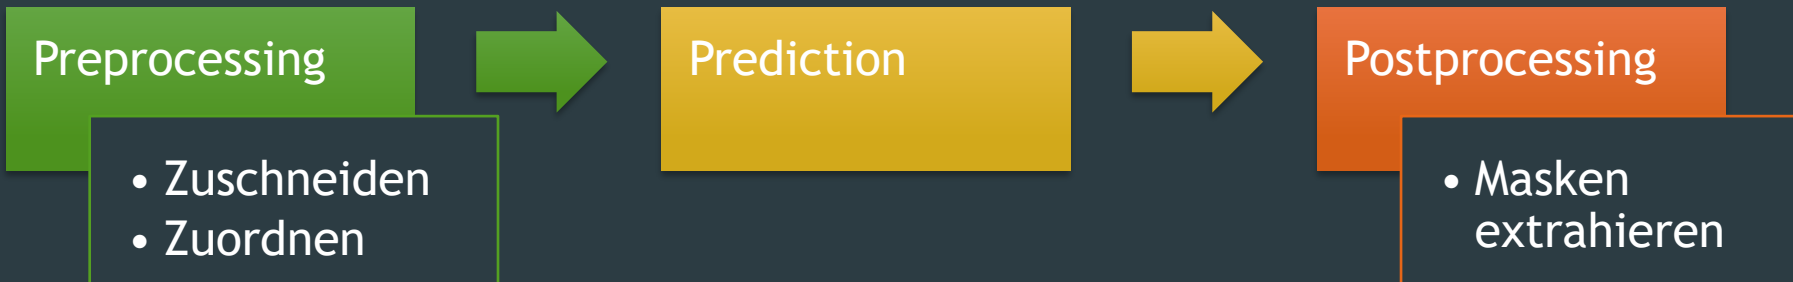 Preprocessing
• Zuschneiden
• Zuordnen
Prediction
Postprocessing
• Masken
extrahieren